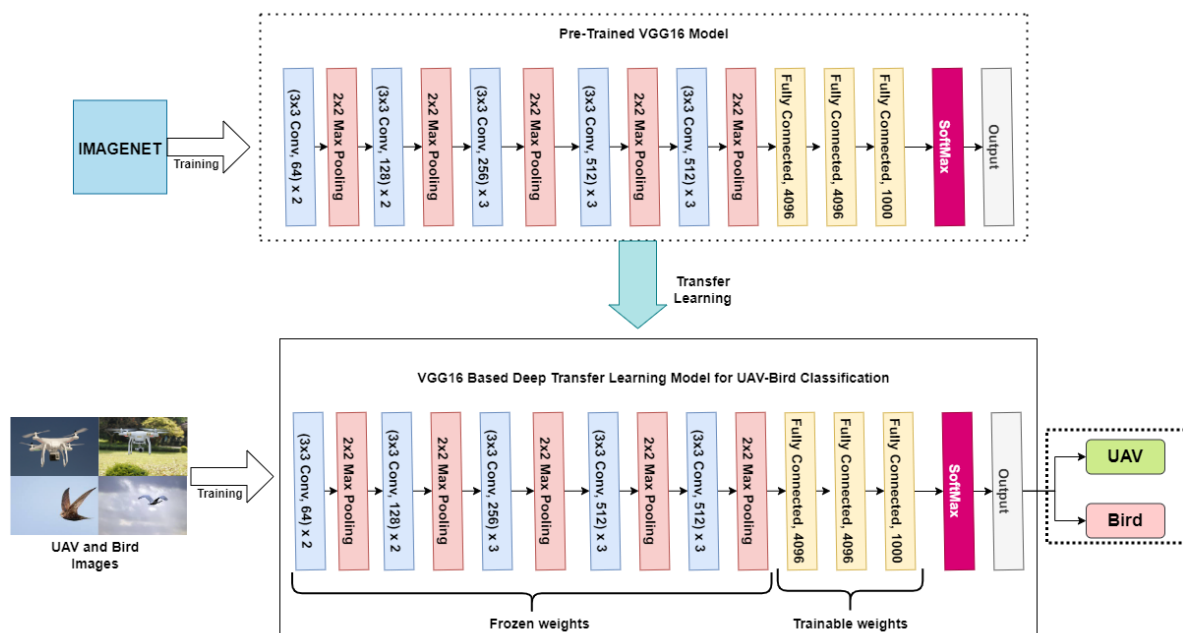 Pre-Trained VGG16 Model
IMAGENET
Training
(3x3 Conv, 64) x 2
2x2 Max Pooling
(3x3 Conv, 128) x 2
2x2 Max Pooling
(3x3 Conv, 256) x 3
2x2 Max Pooling
(3x3 Conv, 512) x 3
2x2 Max Pooling
(3x3 Conv, 512) x 3
2x2 Max Pooling
Fully Connected, 4096
Fully Connected, 4096
Fully Connected, 1000
SoftMax
Output
Transfer
Learning
VGG16 Based Deep Transfer Learning Model for UAV-Bird Classification
UAV and Bird
Images
Training
(3x3 Conv, 64) x 2
2x2 Max Pooling
(3x3 Conv, 128) x 2
2x2 Max Pooling
(3x3 Conv, 256) x 3
2x2 Max Pooling
(3x3 Conv, 512) x 3
2x2 Max Pooling
(3x3 Conv, 512) x 3
2x2 Max Pooling
Fully Connected, 4096
Fully Connected, 4096
Fully Connected, 1000
SoftMax
Output
UAV
Bird
Frozen weights
Trainable weights